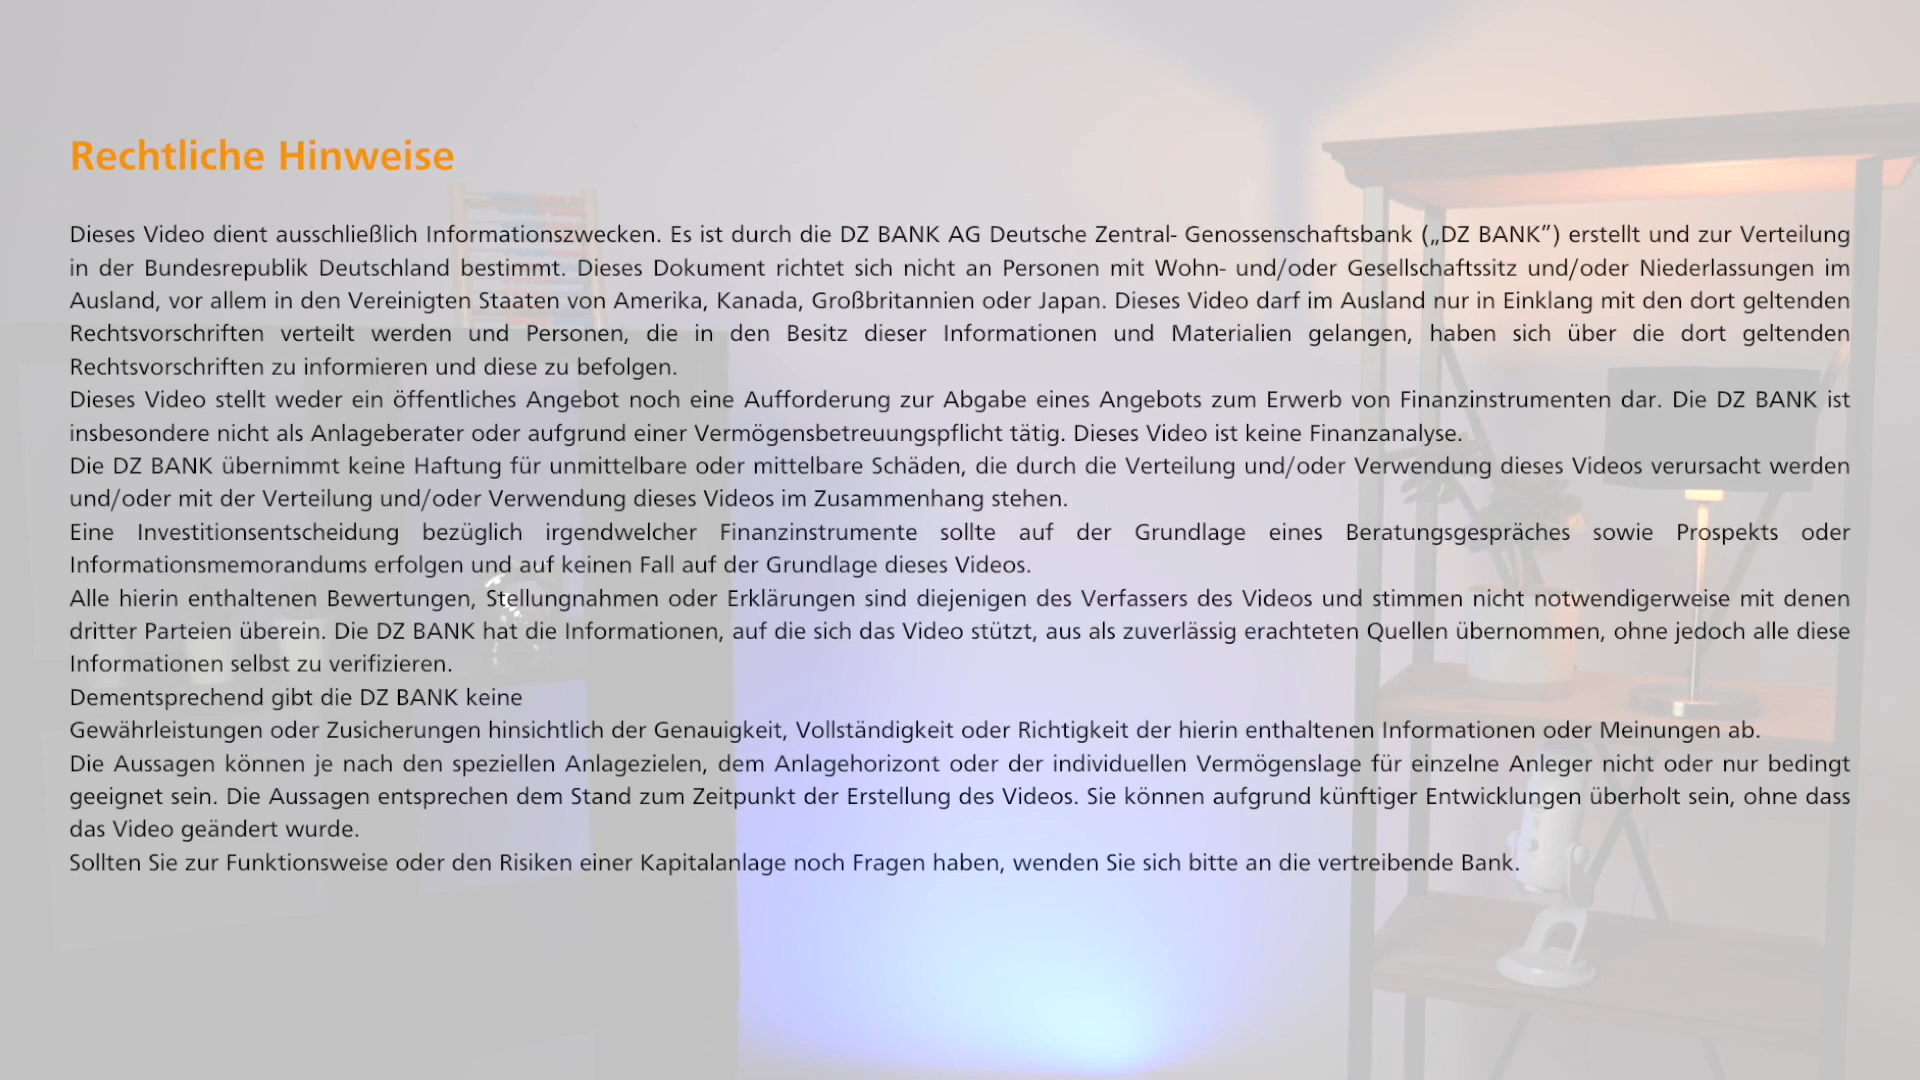 Rechtliche Hinweise
Dieses Video dient ausschließlich Informationszwecken. Es ist durch die DZ BANK AG Deutsche Zentral- Genossenschaftsbank („DZ BANK”) erstellt und zur Verteilung
in der Bundesrepublik Deutschland bestimmt. Dieses Dokument richtet sich nicht an Personen mit Wohn- und/oder Gesellschaftssitz und/oder Niederlassungen im
Ausland, vor allem in den Vereinigten Staaten von Amerika, Kanada, Großbritannien oder Japan. Dieses Video darf im Ausland nur in Einklang mit den dort geltenden
Rechtsvorschriften verteilt werden und Personen, die in den Besitz dieser Informationen und Materialien gelangen, haben sich über die dort geltenden
Rechtsvorschriften zu informieren und diese zu befolgen.
Dieses Video stellt weder ein öffentliches Angebot noch eine Aufforderung zur Abgabe eines Angebots zum Erwerb von Finanzinstrumenten dar. Die DZ BANK ist
insbesondere nicht als Anlageberater oder aufgrund einer Vermögensbetreuungspflicht tätig. Dieses Video ist keine Finanzanalyse.
Die DZ BANK übernimmt keine Haftung für unmittelbare oder mittelbare Schäden, die durch die Verteilung und/oder Verwendung dieses Videos verursacht werden
und/oder mit der Verteilung und/oder Verwendung dieses Videos im Zusammenhang stehen.
Eine Investitionsentscheidung bezüglich irgendwelcher Finanzinstrumente sollte auf der Grundlage eines Beratungsgespräches sowie Prospekts oder
Informationsmemorandums erfolgen und auf keinen Fall auf der Grundlage dieses Videos.
Alle hierin enthaltenen Bewertungen, Stellungnahmen oder Erklärungen sind diejenigen des Verfassers des Videos und stimmen nicht notwendigerweise mit denen
dritter Parteien überein. Die DZ BANK hat die Informationen, auf die sich das Video stützt, aus als zuverlässig erachteten Quellen übernommen, ohne jedoch alle diese
Informationen selbst zu verifizieren.
Dementsprechend gibt die DZ BANK keine
Gewährleistungen oder Zusicherungen hinsichtlich der Genauigkeit, Vollständigkeit oder Richtigkeit der hierin enthaltenen Informationen oder Meinungen ab.
Die Aussagen können je nach den speziellen Anlagezielen, dem Anlagehorizont oder der individuellen Vermögenslage für einzelne Anleger nicht oder nur bedingt
geeignet sein. Die Aussagen entsprechen dem Stand zum Zeitpunkt der Erstellung des Videos. Sie können aufgrund künftiger Entwicklungen überholt sein, ohne dass
das Video geändert wurde.
Sollten Sie zur Funktionsweise oder den Risiken einer Kapitalanlage noch Fragen haben, wenden Sie sich bitte an die vertreibende Bank.